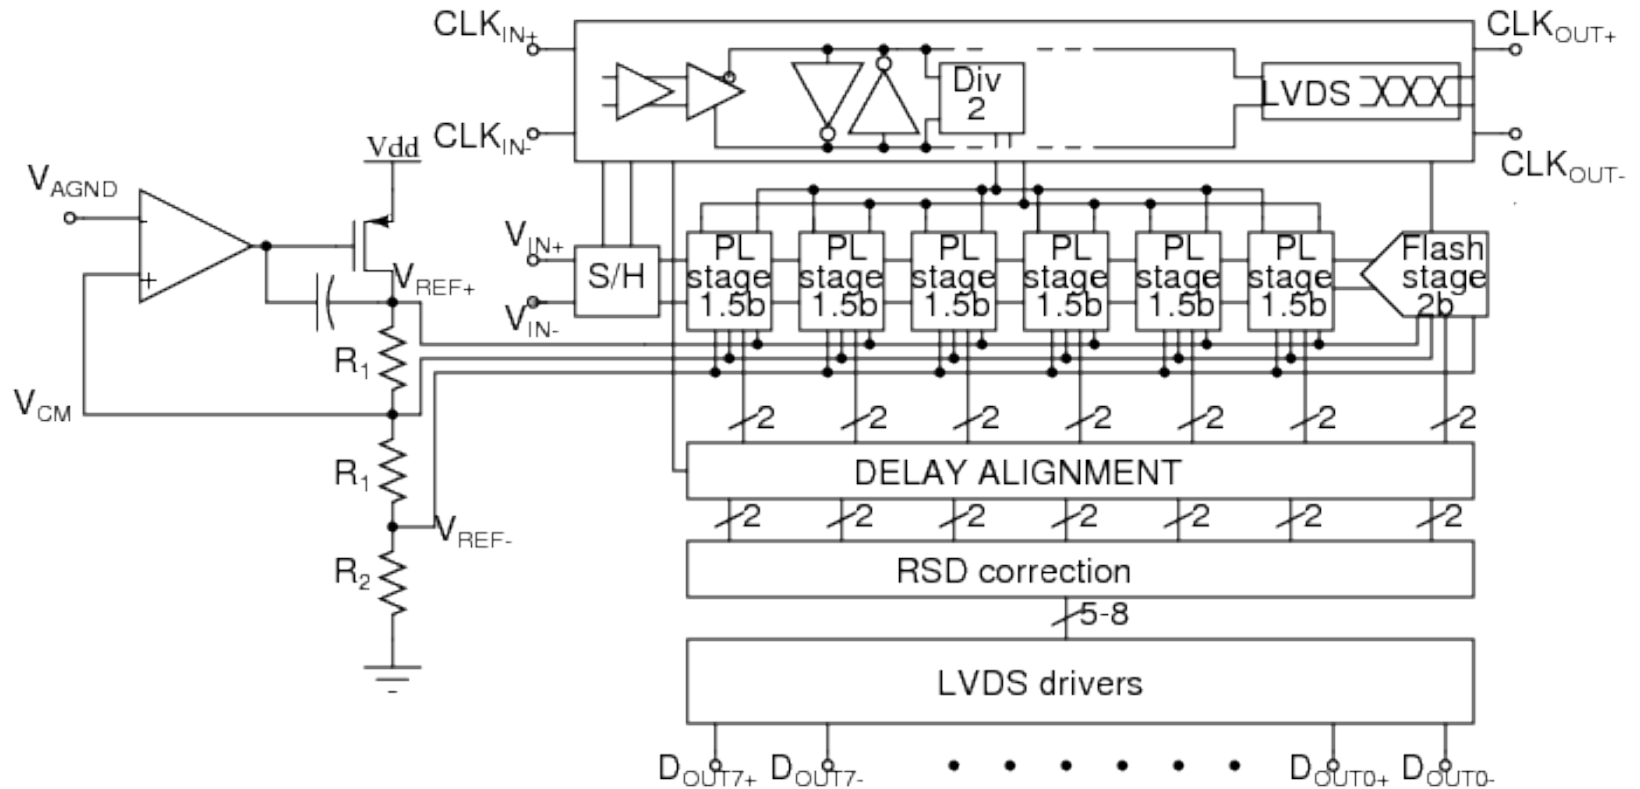 CLKIN+
CLKOUT+
Div
2
LVDS
CLKIN-
CLKOUT-
Vdd
VAGND
-
+
VREF+
VIN+
VIN-
S/H
PL
stage
1.5b
PL
stage
1.5b
PL
stage
1.5b
PL
stage
1.5b
PL
stage
1.5b
PL
stage
1.5b
Flash
stage
2b
R1
VCM
2 2 2 2 2 2 2
DELAY ALIGNMENT
R1
2 2 2 2 2 2 2
VREF-
R2
RSD correction
5-8
LVDS drivers
DOUT7+ DOUT7- DOUT0+ DOUT0-